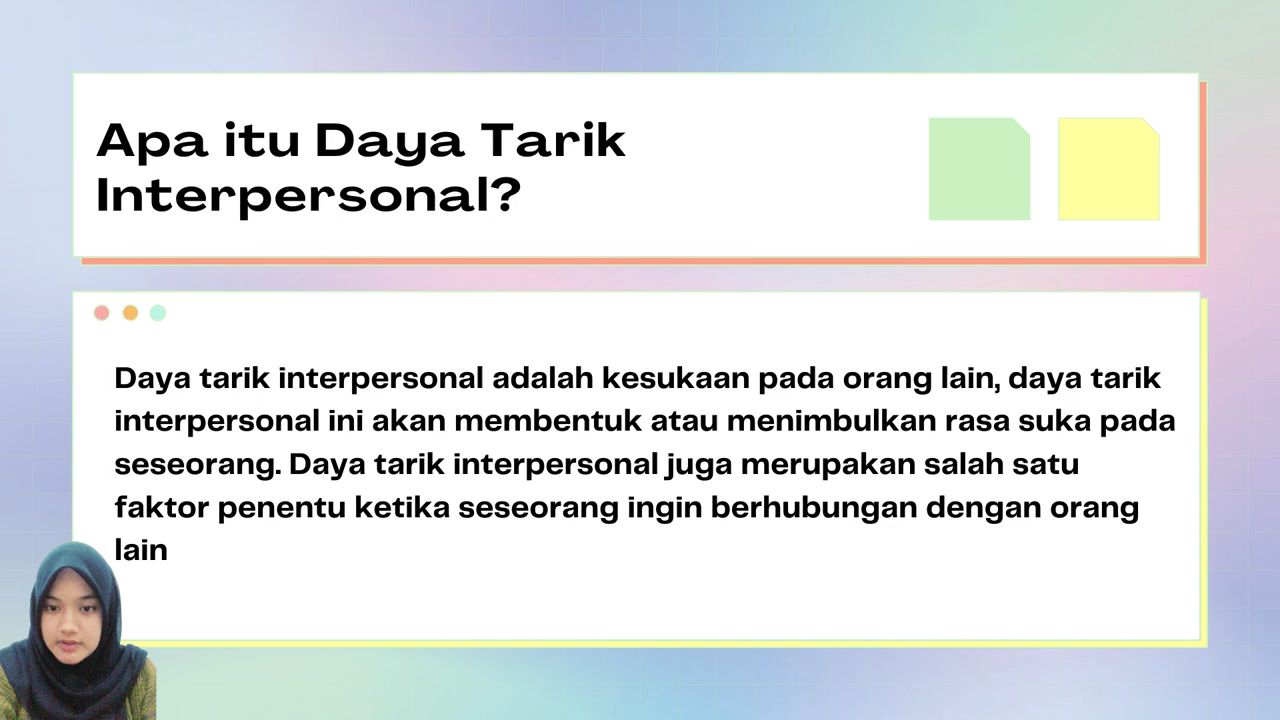 Apa itu Daya Tarik
Interpersonal?
Daya tarik interpersonal adalah kesukaan pada orang lain, daya tarik
interpersonal ini akan membentuk atau menimbulkan rasa suka pada
seseorang. Daya tarik interpersonal juga merupakan salah satu
faktor penentu ketika seseorang ingin berhubungan dengan orang
lain